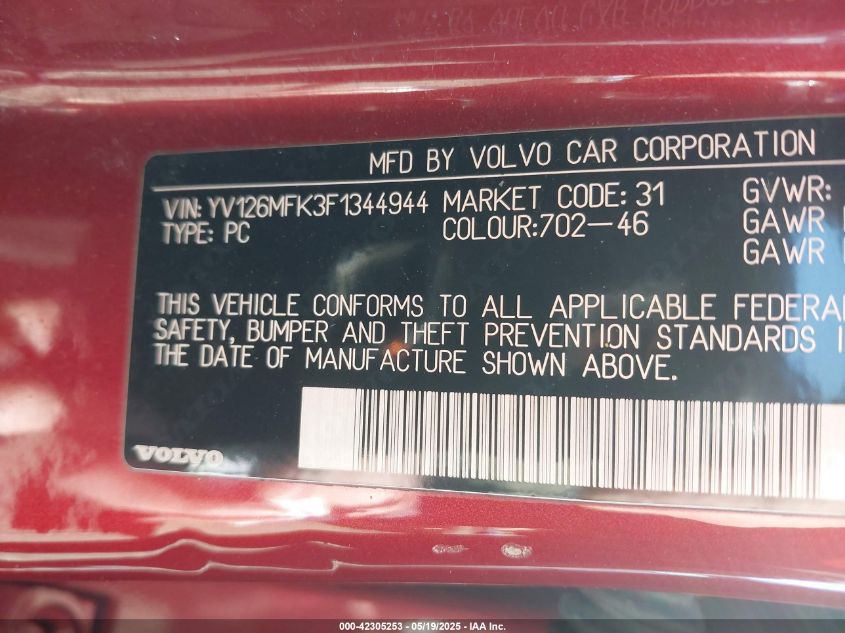 MFD BY VOLVO CAR CORPORATION
VIN: YV126MFK3F1344944 MARKET CODE: 31 GVWR:
TYPE: PC COLOUR:702-46 GAWR
GAWR
THIS VEHICLE CONFORMS TO ALL APPLICABLE FEDERA
SAFETY, BUMPER AND THEFT PREVENTION STANDARDS I
THE DATE OF MANUFACTURE SHOWN ABOVE.
VOLVO
000-42305253 - 05/19/2025 - IAA Inc.